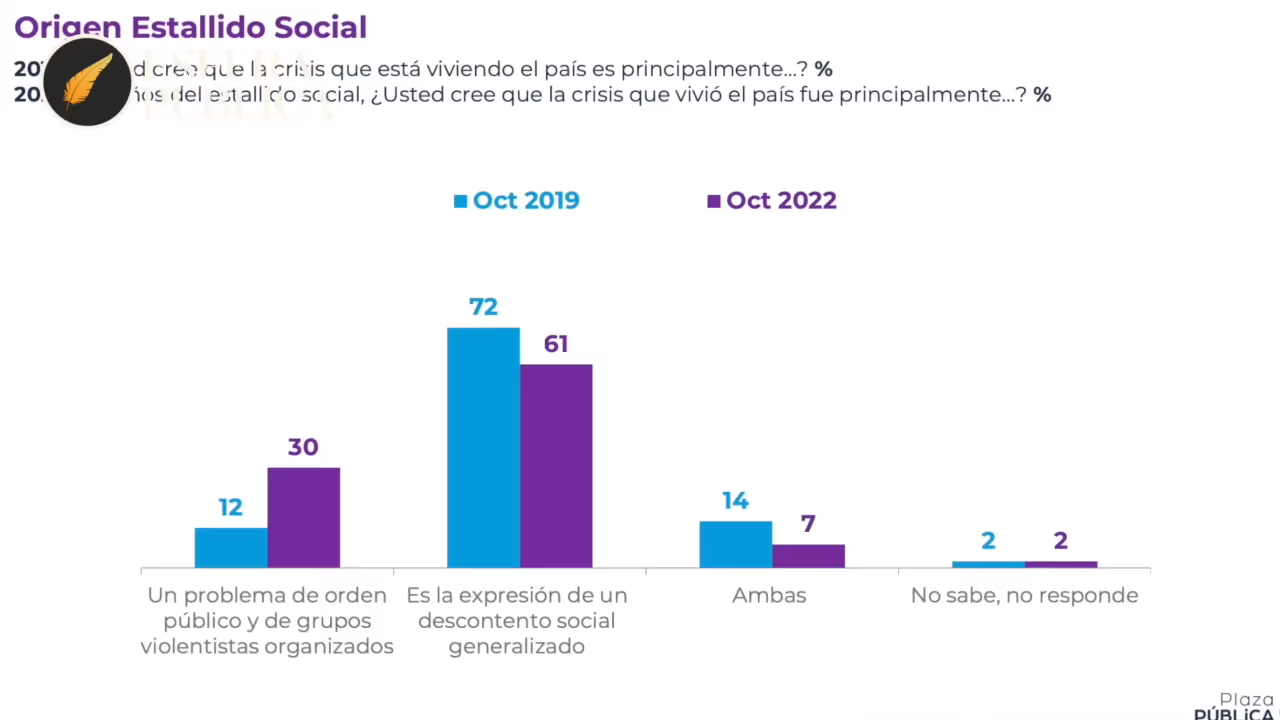 Origen Estallido Social
cree que la crisis que está viviendo el país es principalmente...? %
del estallido social, ¿Usted cree que la crisis que vivió el país fue principalmente...? %
Oct 2019
Oct 2022
72
61
30
12
14
7
2
2
Un problema de orden
público y de grupos
violentistas organizados
Es la expresión de un
descontento social
generalizado
Ambas
No sabe, no responde
Plaza
PÚBLICA